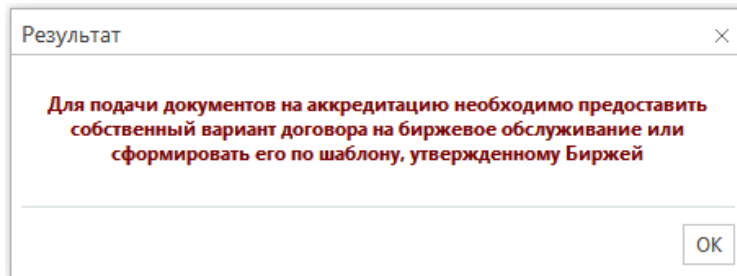 Результат
Для подачи документов на аккредитацию необходимо предоставить
собственный вариант договора на биржевое обслуживание или
сформировать его по шаблону, утвержденному Биржей
ОК